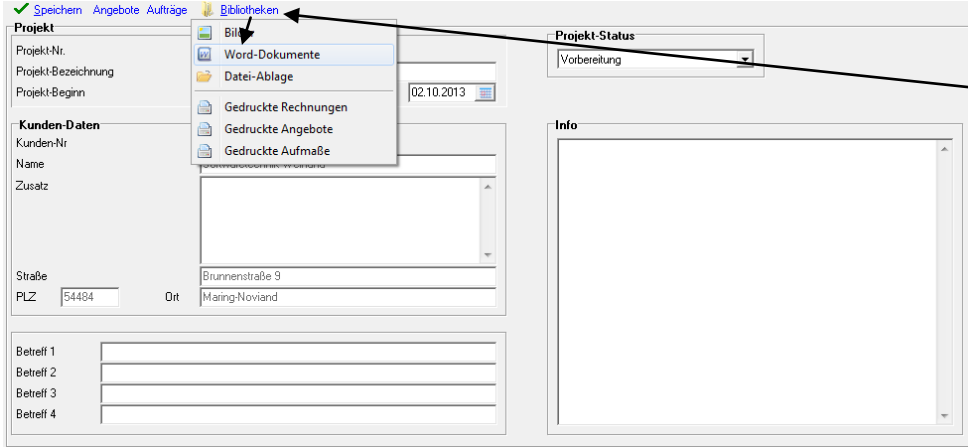 Speichern Angebote Aufträge Bibliotheken
Projekt
Projekt-Nr.
Projekt-Bezeichnung
Projekt-Beginn
02.10.2013
Word-Dokumente
Datei-Ablage
Gedruckte Rechnungen
Gedruckte Angebote
Gedruckte Aufmaße
Projekt-Status
Vorbereitung
Kunden-Daten
Kunden-Nr
Name
Zusatz
Straße Brunnenstraße 9
PLZ 54484 Ort Maring-Noviand
Betreff 1
Betreff 2
Betreff 3
Betreff 4
Info